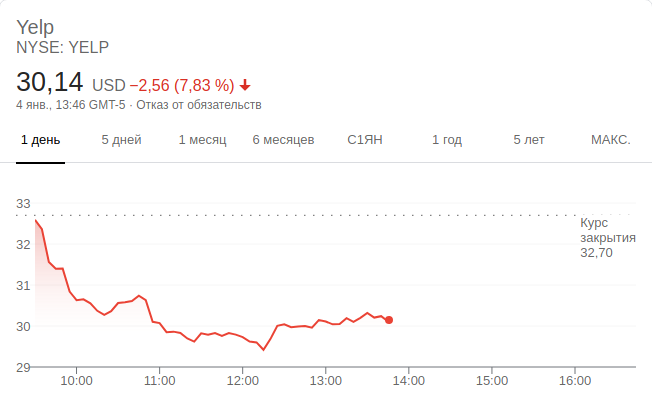 Yelp
NYSE: YELP
30,14 USD −2,56 (7,83 %)
4 янв., 13:46 GMT-5 · Отказ от обязательств
1 день 5 дней 1 месяц 6 месяцев С1ЯН 1 год 5 лет МАКС.
33
32
31
30
29
Курс
закрытия
32,70
10:00 11:00 12:00 13:00 14:00 15:00 16:00